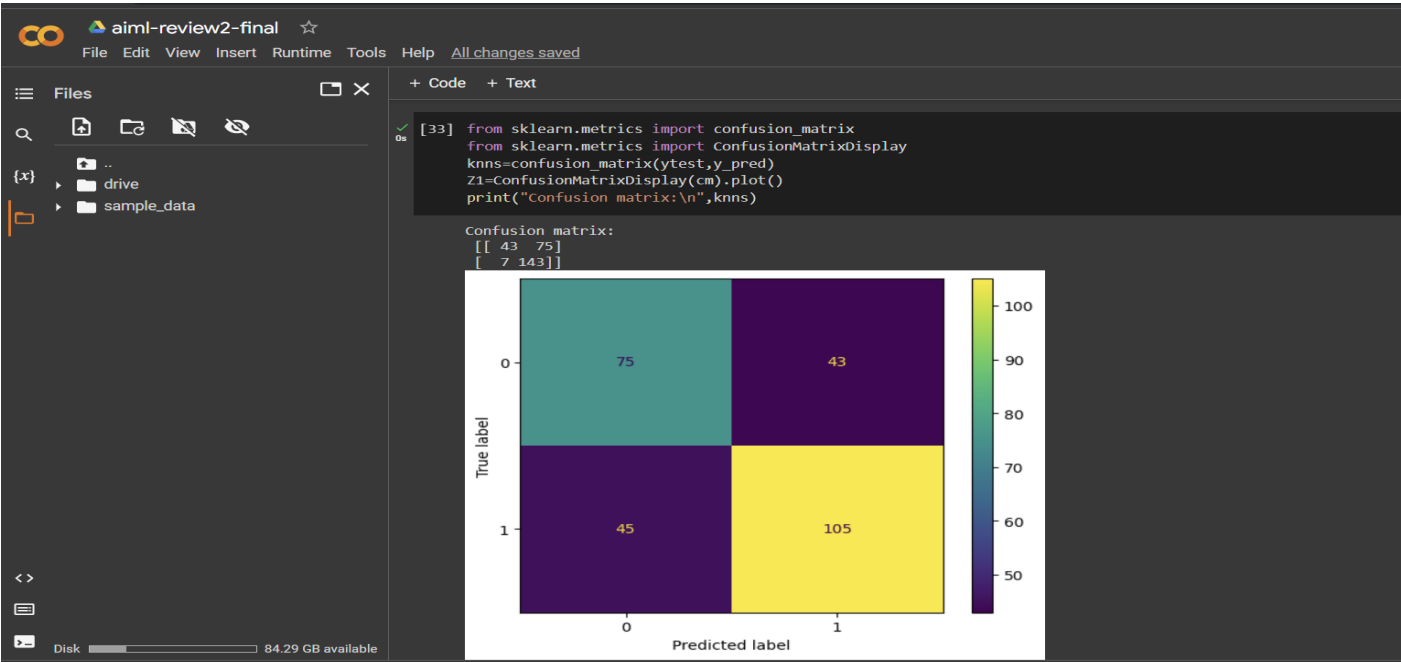 aiml-review2-final
File Edit View Insert Runtime Tools Help All changes saved
Files
+ Code + Text
..
drive
sample_data
{x}
<>
Disk 84.29 GB available
0s
[33] from sklearn.metrics import confusion_matrix
from sklearn.metrics import ConfusionMatrixDisplay
knns=confusion_matrix(ytest,y_pred)
Z1=ConfusionMatrixDisplay(cm).plot()
print("Confusion matrix:\n",knns)
Confusion matrix:
[[ 43 75]
[ 7 143]]
75 43
45 105
0
1
True label
0 1
Predicted label
100
90
80
70
60
50